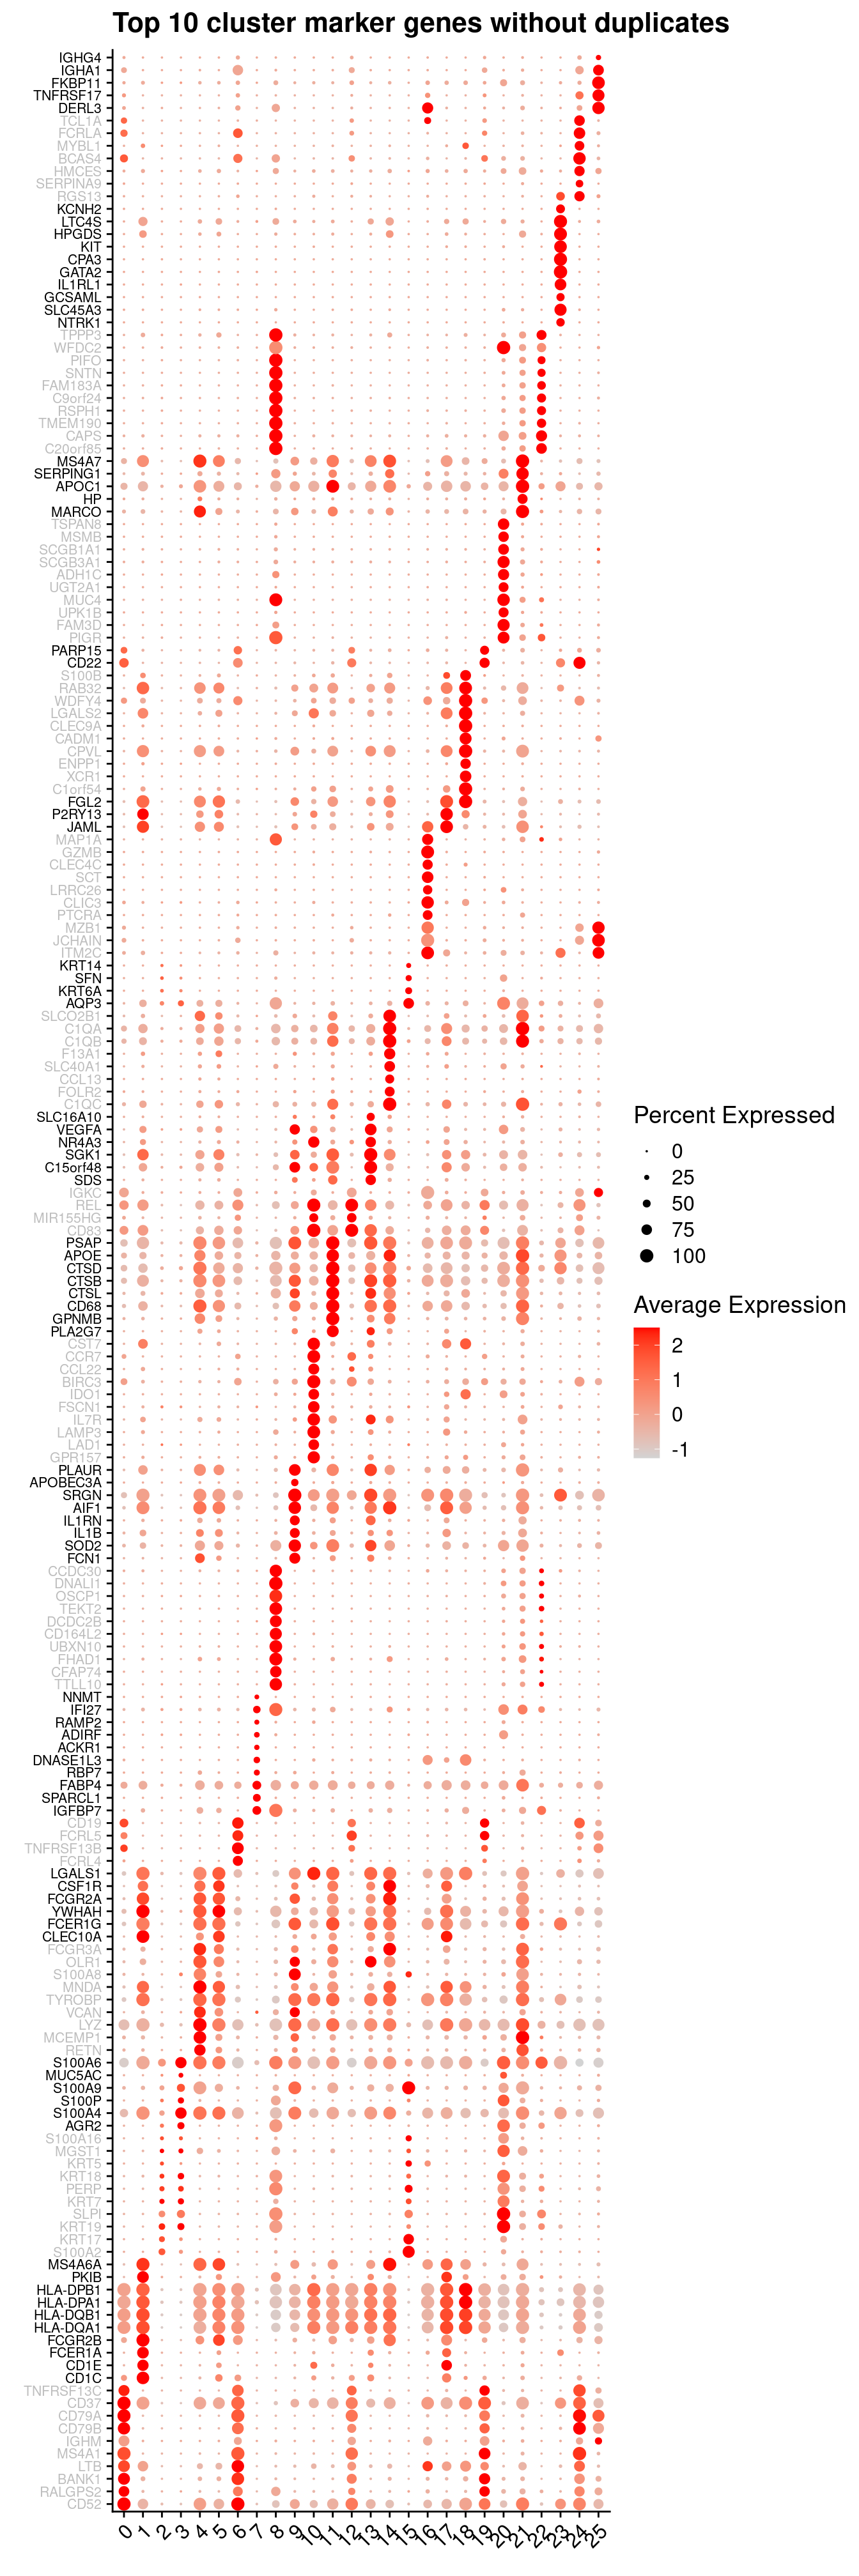 Top 10 cluster marker genes without duplicates
IGHG4
IGHA1
FKBP11
TNFRSF17
DERL3
TCL1A
FCRLA
MYBL1
BCAS4
HMCES
SERPINA9
RGS13
KCNH2
LTC4S
HPGDS
KIT
CPA3
GATA2
IL1RL1
GCSAML
SLC45A3
NTRK1
TPPP3
WFDC2
PIFO
SNTN
FAM183A
C9orf24
RSPH1
TMEM190
CAPS
C20orf85
MS4A7
SERPING1
APOC1
HP
MARCO
TSPAN8
MSMB
SCGB1A1
SCGB3A1
ADH1C
UGT2A1
MUC4
UPK1B
FAM3D
PIGR
PARP15
CD22
S100B
RAB32
WDFY4
LGALS2
CLEC9A
CADM1
CPVL
ENPP1
XCR1
C1orf54
FGL2
P2RY13
JAML
MAP1A
GZMB
CLEC4C
SCT
LRRC26
CLIC3
PTCRA
MZB1
JCHAIN
ITM2C
KRT14
SFN
KRT6A
AQP3
SLCO2B1
C1QA
C1QB
F13A1
SLC40A1
CCL13
FOLR2
C1QC
SLC16A10
VEGFA
NR4A3
SGK1
C15orf48
SDS
IGKC
REL
MIR155HG
CD83
PSAP
APOE
CTSD
CTSB
CTSL
CD68
GPNMB
PLA2G7
CST7
CCR7
CCL22
BIRC3
IDO1
FSCN1
IL7R
LAMP3
LAD1
GPR157
PLAUR
APOBEC3A
SRGN
AIF1
IL1RN
IL1B
SOD2
FCN1
CCDC30
DNALI1
OSCP1
TEKT2
DCDC2B
CD164L2
UBXN10
FHAD1
CFAP74
TTLL10
NNMT
IFI27
RAMP2
ADIRF
ACKR1
DNASE1L3
RBP7
FABP4
SPARCL1
IGFBP7
CD19
FCRL5
TNFRSF13B
FCRL4
LGALS1
CSF1R
FCGR2A
YWHAH
FCER1G
CLEC10A
FCGR3A
OLR1
S100A8
MNDA
TYROBP
VCAN
LYZ
MCEMP1
RETN
S100A6
MUC5AC
S100A9
S100P
S100A4
AGR2
S100A16
MGST1
KRT5
KRT18
PERP
KRT7
SLPI
KRT19
KRT17
S100A2
MS4A6A
PKIB
HLA-DPB1
HLA-DPA1
HLA-DQB1
HLA-DQA1
FCGR2B
FCER1A
CD1E
CD1C
TNFRSF13C
CD37
CD79A
CD79B
IGHM
MS4A1
LTB
BANK1
RALGPS2
CD52
0 1 2 3 4 5 6 7 8 9 10 11 12 13 14 15 16 17 18 19 20 21 22 23 24 25
Percent Expressed
0
25
50
75
100
Average Expression
2
1
0
-1